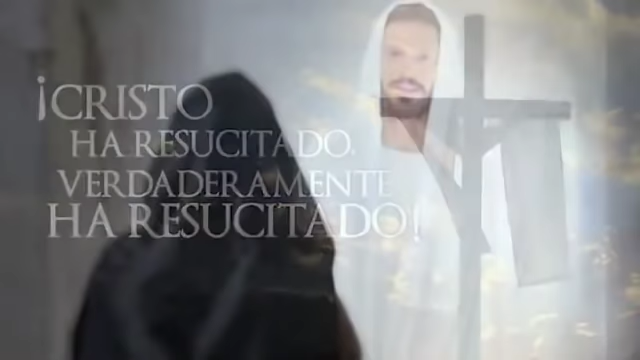 ¡CRISTO
HA RESUCITADO,
VERDADERAMENTE
HA RESUCITADO!